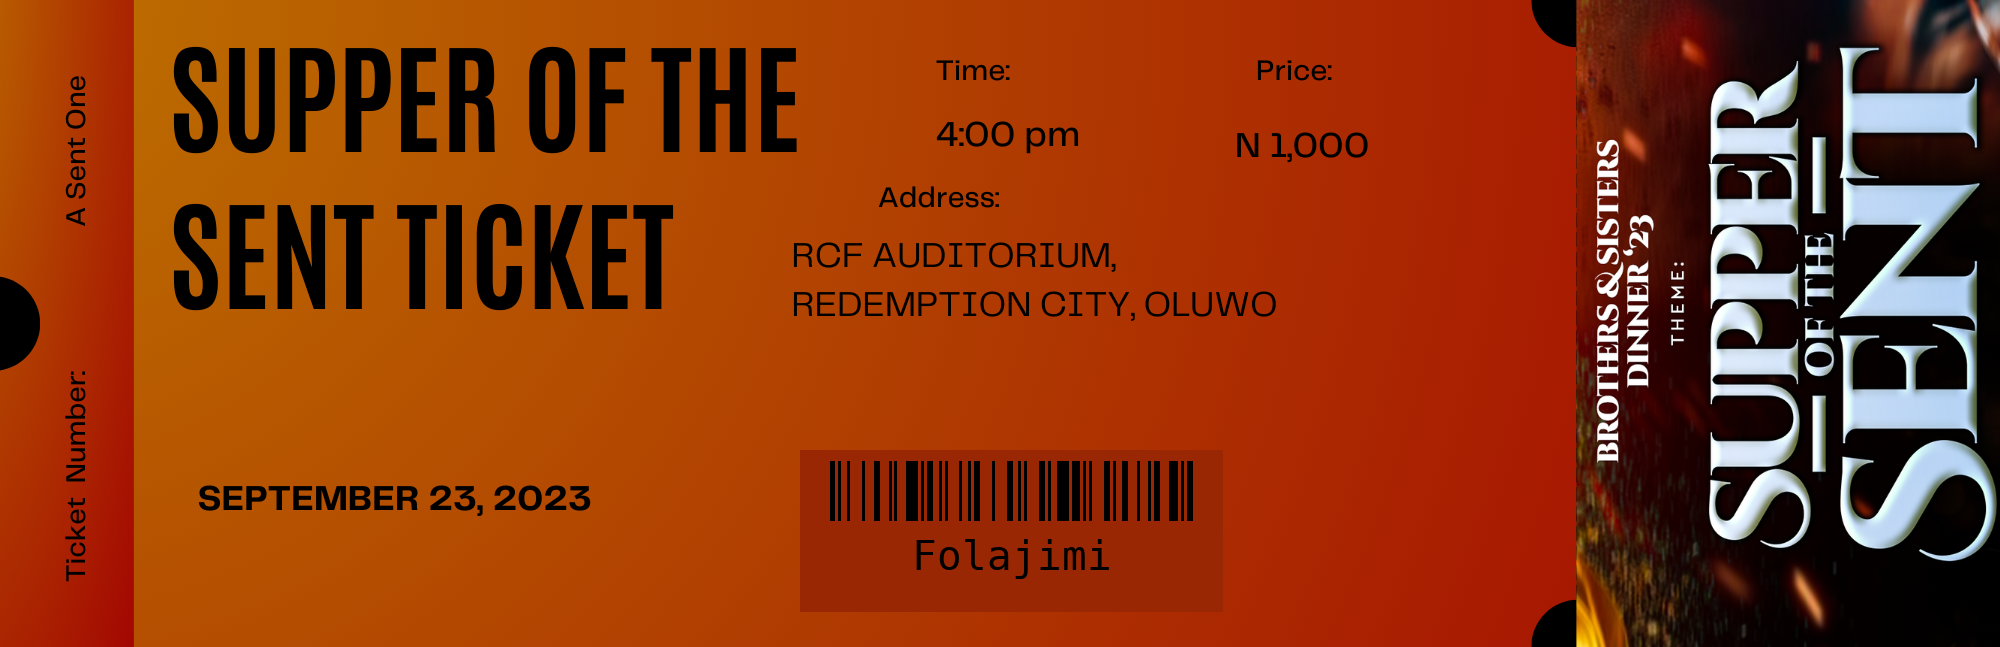 A Sent One
Ticket Number:
SUPPER OF THE
SENT TICKET
Time:
4:00 pm
Price:
N 1,000
Address:
RCF AUDITORIUM,
REDEMPTION CITY, OLUWO
SEPTEMBER 23, 2023
Folajimi
BROTHERS & SISTERS
DINNER '23
THEME:
SUPPER
OF THE
SENT